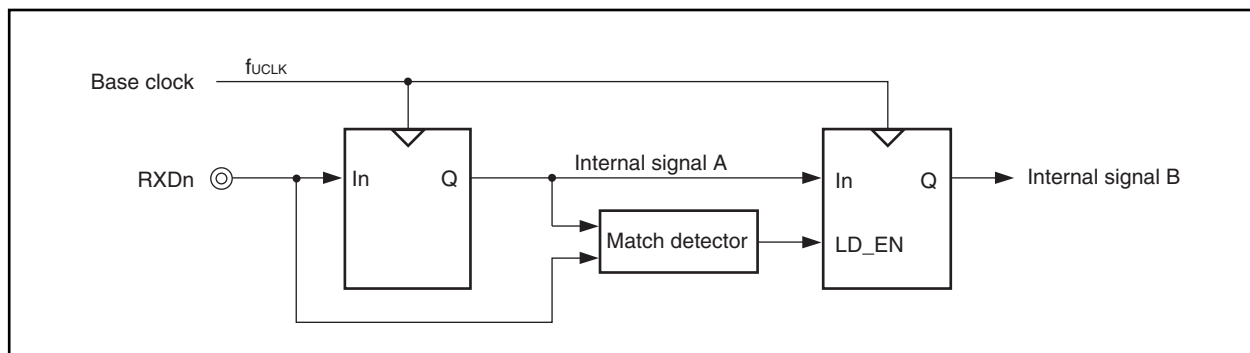 Base clock
fUCLK
RXDn
In
Q
Internal signal A
In
Q
Internal signal B
Match detector
LD_EN